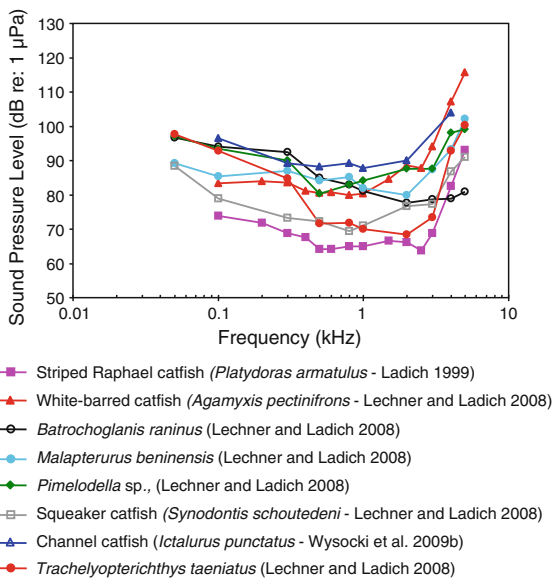 Sound Pressure Level (dB re: 1 µPa)
130
120
110
100
90
80
70
60
50
0.01
0.1
1
10
Frequency (kHz)
Striped Raphael catfish (Platydoras armatulus - Ladich 1999)
White-barred catfish (Agamyxis pectinifrons - Lechner and Ladich 2008)
Batrochoglanis raninus (Lechner and Ladich 2008)
Malapterurus beninensis (Lechner and Ladich 2008)
Pimelodella sp., (Lechner and Ladich 2008)
Squeaker catfish (Synodontis schoutedeni - Lechner and Ladich 2008)
Channel catfish (Ictalurus punctatus - Wysocki et al. 2009b)
Trachelyopterichthys taeniatus (Lechner and Ladich 2008)